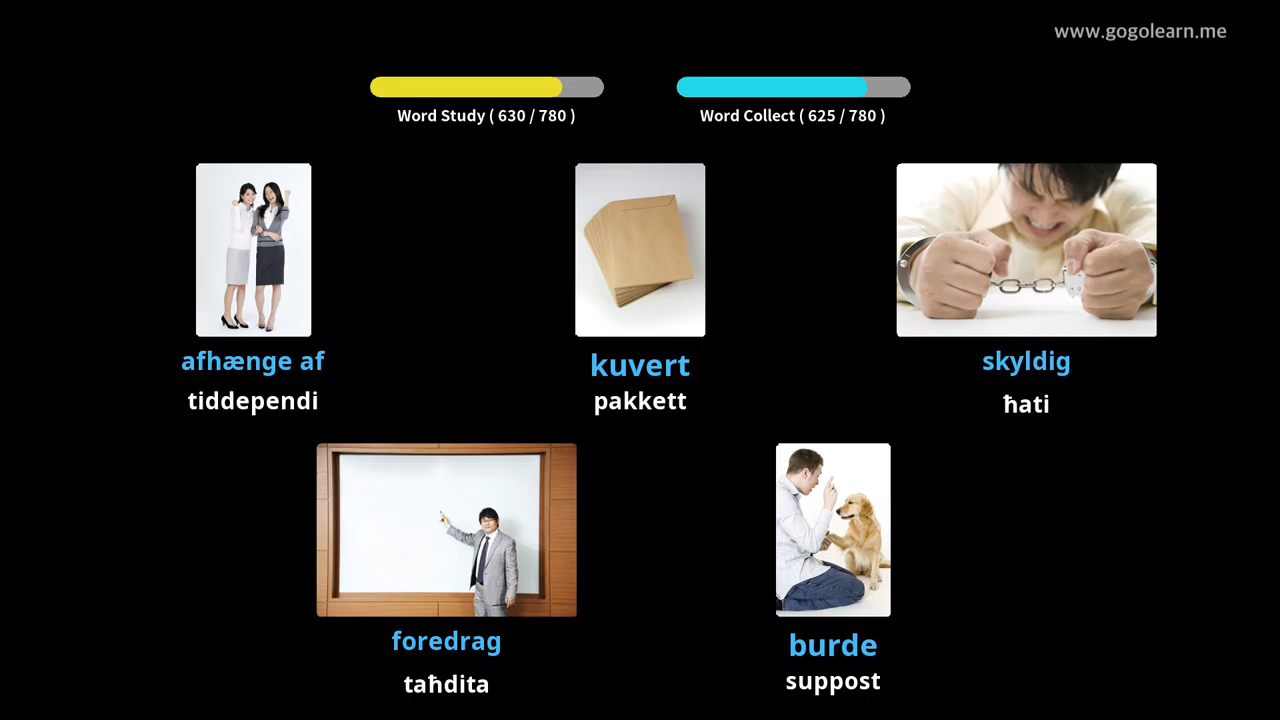 www.gogolearn.me
Word Study ( 630 / 780 )
Word Collect ( 625 / 780 )
afhænge af
tiddependi
kuvert
pakkett
skyldig
ħati
foredrag
taħdita
burde
suppost